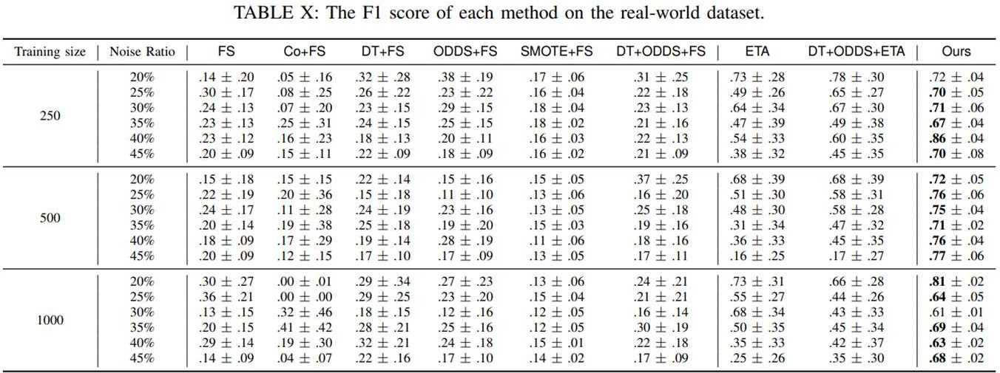 TABLE X: The F1 score of each method on the real-world dataset.
Training size Noise Ratio FS Co+FS DT+FS ODDS+FS SMOTE+FS DT+ODDS+FS ETA DT+ODDS+ETA Ours
20% .14 ± .20 .05 ± .16 .32 ± .28 .38 ± .19 .17 ± .06 .31 ± .25 .73 ± .28 .78 ± .30 .72 ± .04
25% .30 ± .17 .08 ± .25 .26 ± .22 .23 ± .22 .16 ± .04 .22 ± .18 .49 ± .26 .65 ± .27 .70 ± .05
30% .24 ± .13 .07 ± .20 .23 ± .15 .29 ± .15 .18 ± .04 .23 ± .13 .64 ± .34 .67 ± .30 .71 ± .06
250
35% .23 ± .13 .25 ± .31 .24 ± .15 .25 ± .15 .18 ± .02 .21 ± .16 .47 ± .39 .49 ± .38 .67 ± .04
40% .23 ± .12 .16 ± .23 .18 ± .13 .20 ± .11 .16 ± .03 .22 ± .13 .54 ± .33 .60 ± .35 .86 ± .04
45% .20 ± .09 .15 ± .11 .22 ± .09 .18 ± .09 .16 ± .02 .21 ± .09 .38 ± .32 .45 ± .35 .70 ± .08
20% .15 ± .18 .15 ± .15 .22 ± .14 .15 ± .16 .15 ± .05 .37 ± .25 .68 ± .39 .68 ± .39 .72 ± .05
25% .22 ± .19 .20 ± .36 .15 ± .18 .11 ± .10 .13 ± .06 .16 ± .20 .51 ± .30 .58 ± .31 .76 ± .06
30% .24 ± .17 .11 ± .28 .24 ± .19 .23 ± .16 .13 ± .05 .25 ± .18 .48 ± .30 .58 ± .28 .75 ± .04
500
35% .20 ± .14 .19 ± .38 .25 ± .18 .19 ± .20 .15 ± .03 .19 ± .16 .31 ± .34 .47 ± .32 .71 ± .02
40% .18 ± .09 .17 ± .29 .19 ± .14 .28 ± .19 .11 ± .06 .18 ± .16 .36 ± .33 .45 ± .35 .76 ± .04
45% .20 ± .09 .12 ± .15 .17 ± .10 .17 ± .09 .13 ± .05 .17 ± .11 .16 ± .25 .17 ± .27 .77 ± .06
20% .30 ± .27 .00 ± .01 .29 ± .34 .27 ± .23 .13 ± .06 .24 ± .21 .73 ± .31 .66 ± .28 .81 ± .02
25% .36 ± .21 .00 ± .00 .29 ± .25 .23 ± .20 .15 ± .04 .21 ± .21 .55 ± .27 .44 ± .26 .64 ± .05
30% .13 ± .15 .32 ± .46 .18 ± .15 .12 ± .16 .12 ± .05 .16 ± .14 .68 ± .34 .43 ± .33 .61 ± .01
1000
35% .20 ± .15 .41 ± .42 .28 ± .21 .25 ± .16 .12 ± .05 .30 ± .19 .50 ± .35 .45 ± .34 .69 ± .04
40% .29 ± .14 .19 ± .30 .32 ± .21 .24 ± .18 .15 ± .01 .22 ± .18 .35 ± .33 .42 ± .37 .63 ± .02
45% .14 ± .09 .04 ± .07 .22 ± .16 .17 ± .10 .14 ± .02 .17 ± .09 .25 ± .26 .35 ± .30 .68 ± .02